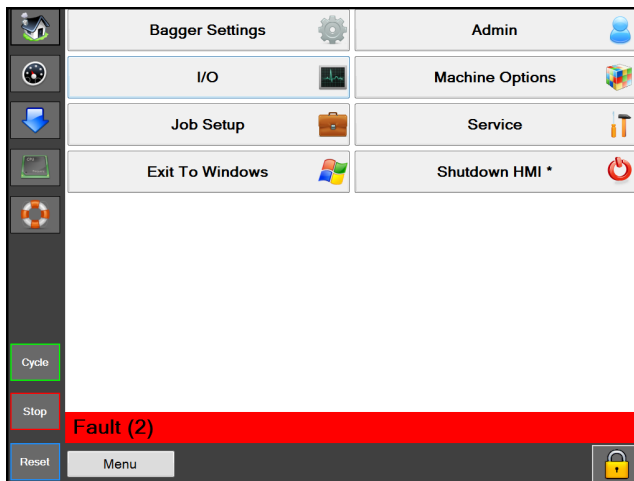 Bagger Settings
Admin
I/O
Machine Options
Job Setup
Service
Exit To Windows
Shutdown HMI *
Cycle
Stop
Fault (2)
Reset
Menu